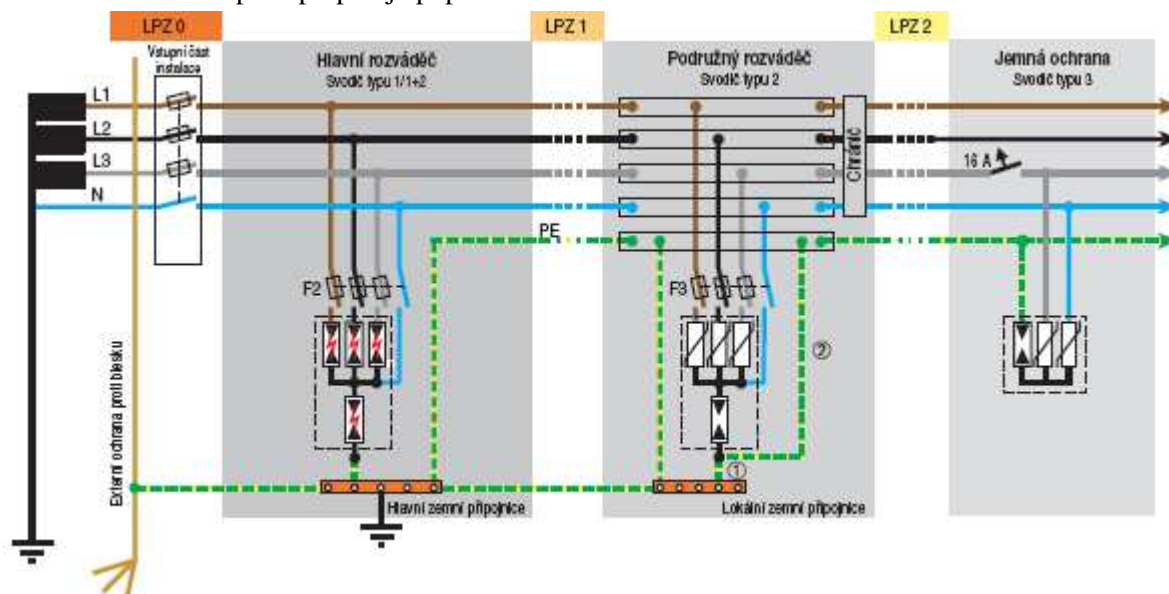 LPZ 0
LPZ 1
LPZ 2
Vstupní část
instalace
Hlavní rozváděč
Svodič typu 1/1+2
Podružný rozváděč
Svodič typu 2
Jemná ochrana
Svodič typu 3
L1
L2
L3
N
Chránič
16 A
PE
F2
F3
②
①
Externí ochrana proti blesku
Hlavní zemní přípojnice
Lokální zemní přípojnice